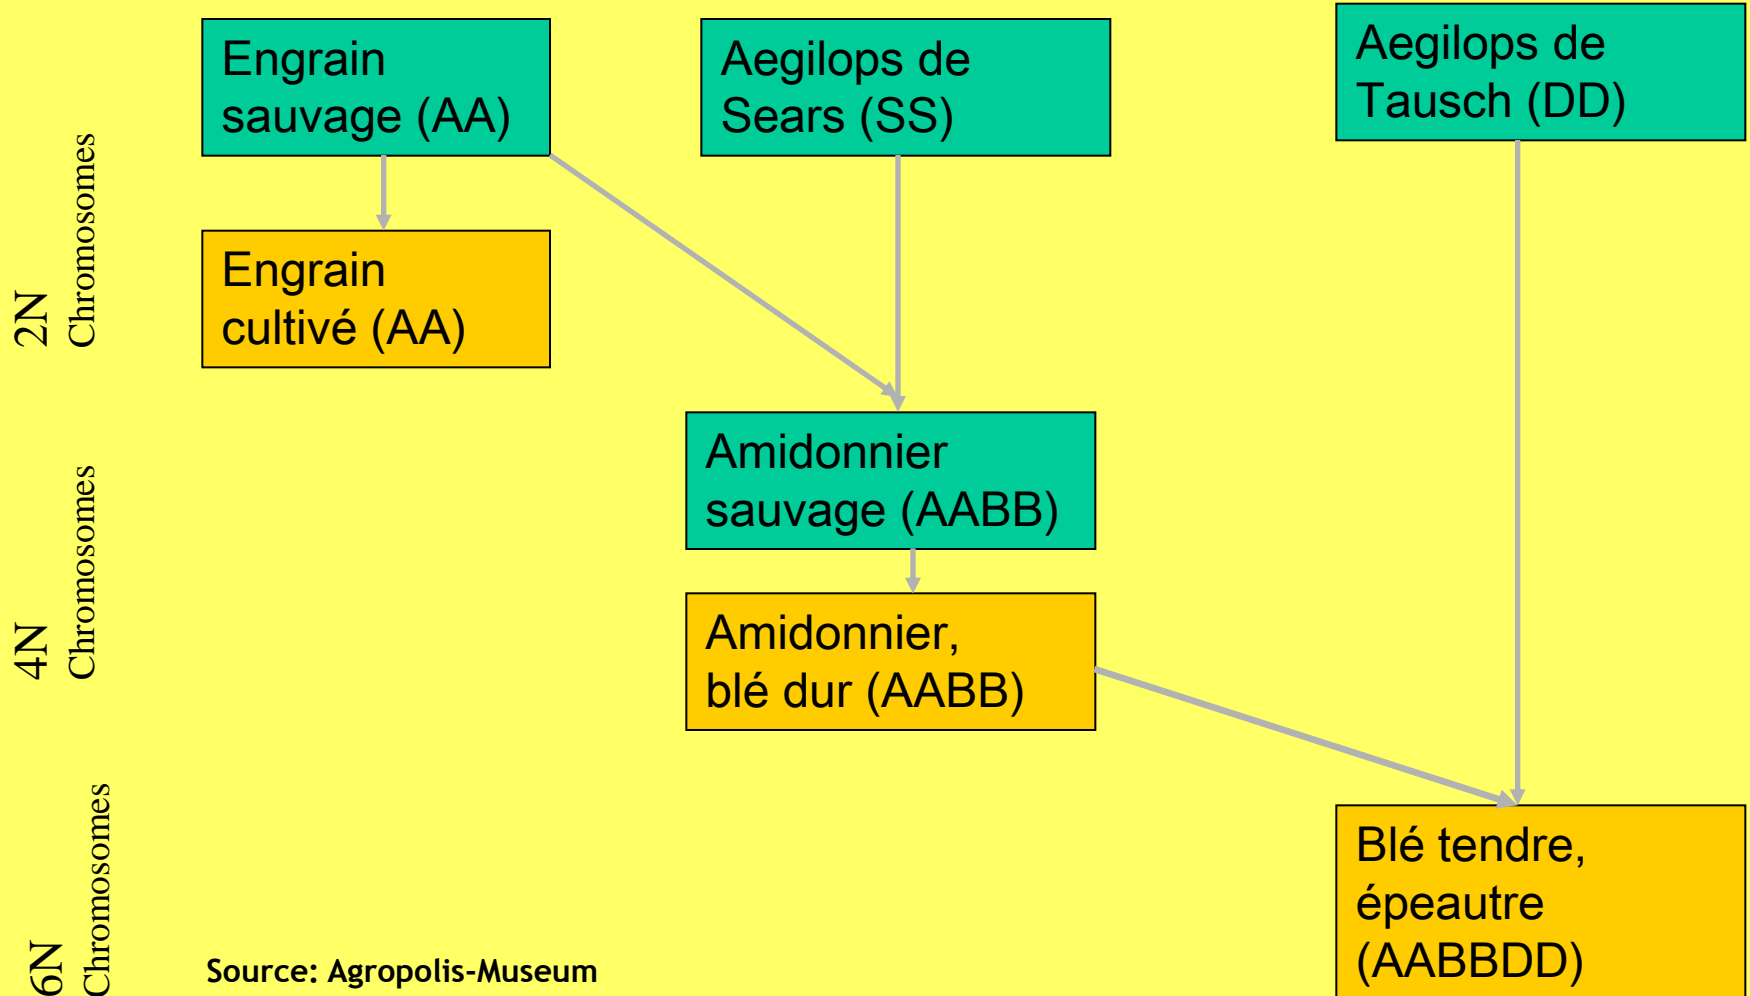 Engrain
sauvage (AA)
Aegilops de
Sears (SS)
Aegilops de
Tausch (DD)
2N
Chromosomes
Engrain
cultivé (AA)
Amidonnier
sauvage (AABB)
4N
Chromosomes
Amidonnier,
blé dur (AABB)
6N
Chromosomes
Blé tendre,
épeautre
(AABBDD)
Source: Agropolis-Museum